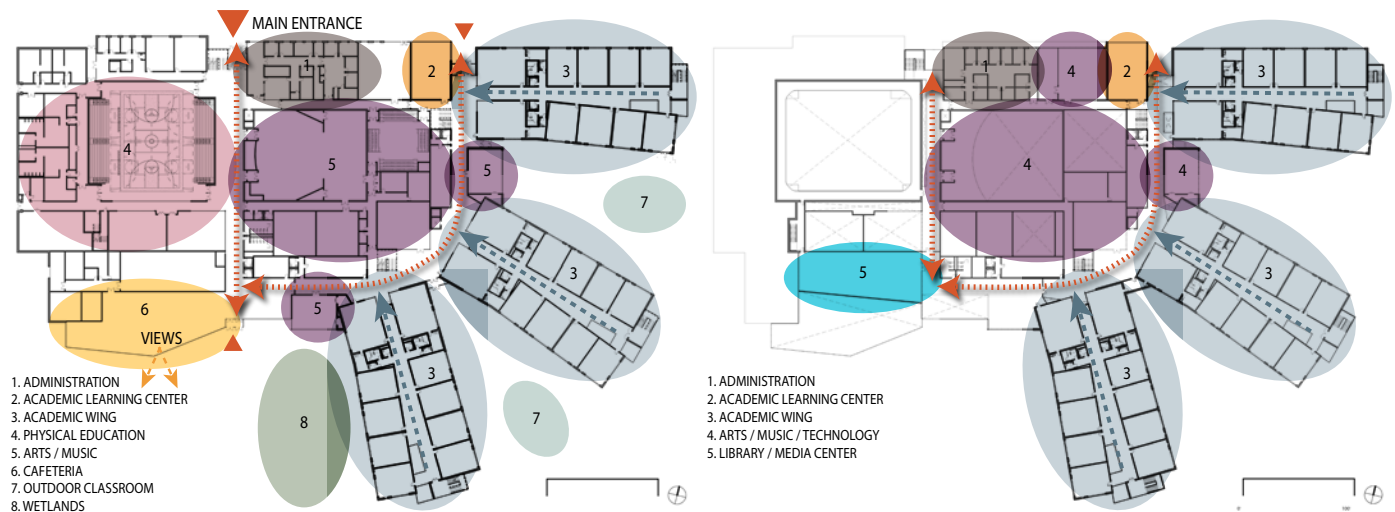 MAIN ENTRANCE
1
2
3
4
5
5
7
3
6
5
VIEWS
3
8
7
1. ADMINISTRATION
2. ACADEMIC LEARNING CENTER
3. ACADEMIC WING
4. PHYSICAL EDUCATION
5. ARTS / MUSIC
6. CAFETERIA
7. OUTDOOR CLASSROOM
8. WETLANDS
1
4
2
3
4
4
5
3
3
1. ADMINISTRATION
2. ACADEMIC LEARNING CENTER
3. ACADEMIC WING
4. ARTS / MUSIC / TECHNOLOGY
5. LIBRARY / MEDIA CENTER